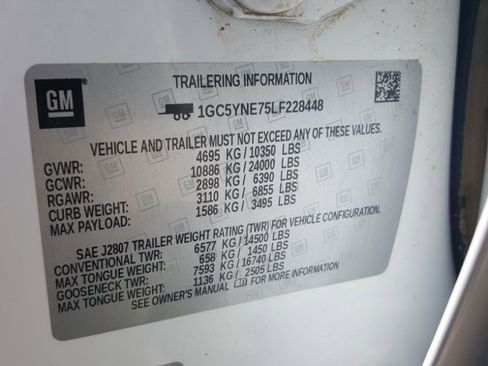 GM
TRAILERING INFORMATION
1GC5YNE75LF228448
VEHICLE AND TRAILER MUST NOT EXCEED ANY OF THESE VALUES.
GVWR: 4695 KG / 10350 LBS
GCWR: 10886 KG / 24000 LBS
RGAWR: 2898 KG / 6390 LBS
CURB WEIGHT: 3110 KG / 6855 LBS
MAX PAYLOAD: 1586 KG / 3495 LBS
SAE J2807 TRAILER WEIGHT RATING (TWR) FOR VEHICLE CONFIGURATION.
CONVENTIONAL TWR: 6577 KG / 14500 LBS
MAX TONGUE WEIGHT: 658 KG / 1450 LBS
GOOSENECK TWR: 7593 KG / 16740 LBS
MAX TONGUE WEIGHT: 1136 KG / 2505 LBS
SEE OWNER'S MANUAL FOR MORE INFORMATION